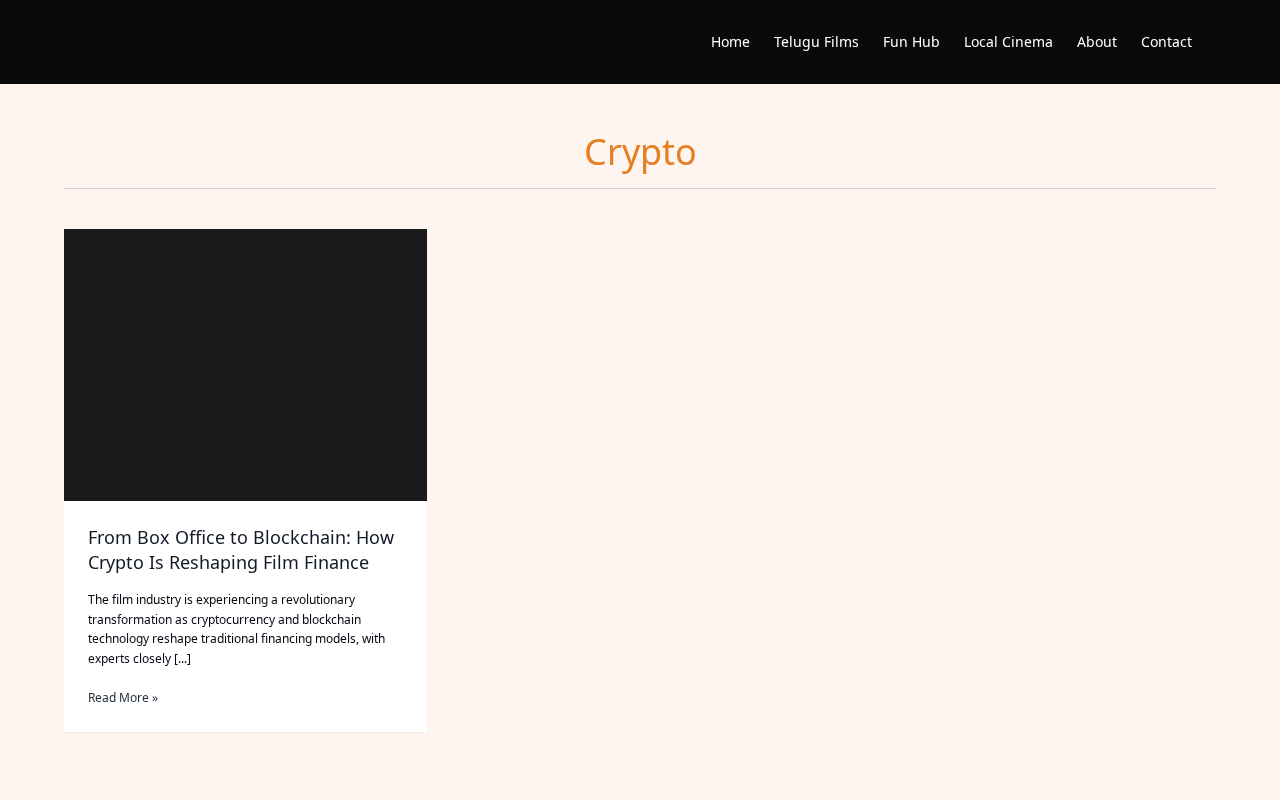 Home Telugu Films Fun Hub Local Cinema About Contact
Crypto
From Box Office to Blockchain: How
Crypto Is Reshaping Film Finance
The film industry is experiencing a revolutionary
transformation as cryptocurrency and blockchain
technology reshape traditional financing models, with
experts closely [...]
Read More »